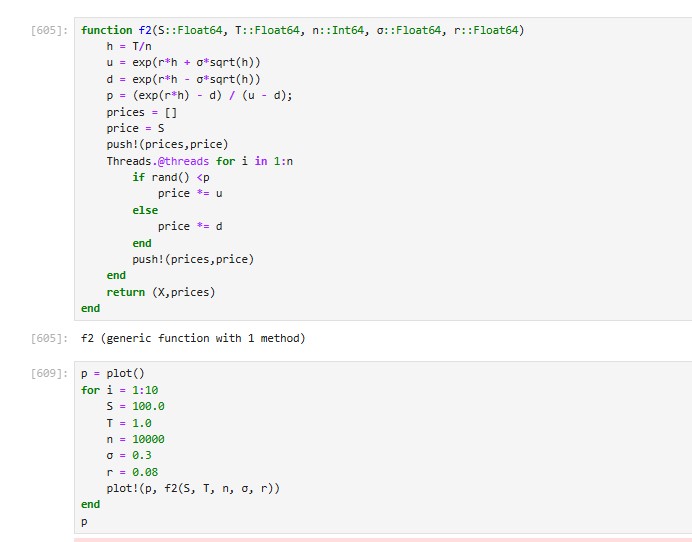 [605]: function f2(S::Float64, T::Float64, n::Int64, σ::Float64, r::Float64)
    h = T/n
    u = exp(r*h + σ*sqrt(h))
    d = exp(r*h - σ*sqrt(h))
    p = (exp(r*h) - d) / (u - d);
    prices = []
    price = S
    push!(prices,price)
    Threads.@threads for i in 1:n
        if rand() <p
            price *= u
        else
            price *= d
        end
        push!(prices,price)
    end
    return (X,prices)
end
[605]: f2 (generic function with 1 method)
[609]: p = plot()
for i = 1:10
    S = 100.0
    T = 1.0
    n = 10000
    σ = 0.3
    r = 0.08
    plot!(p, f2(S, T, n, σ, r))
end
p